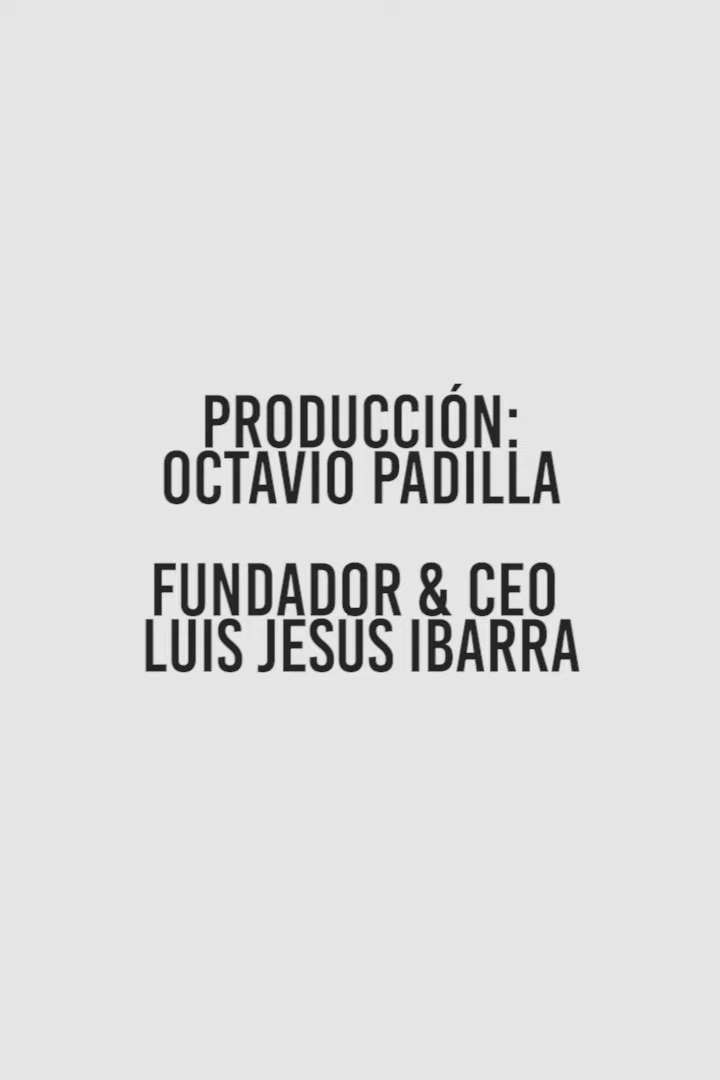 PRODUCCIÓN:
OCTAVIO PADILLA
FUNDADOR & CEO
LUIS JESUS IBARRA